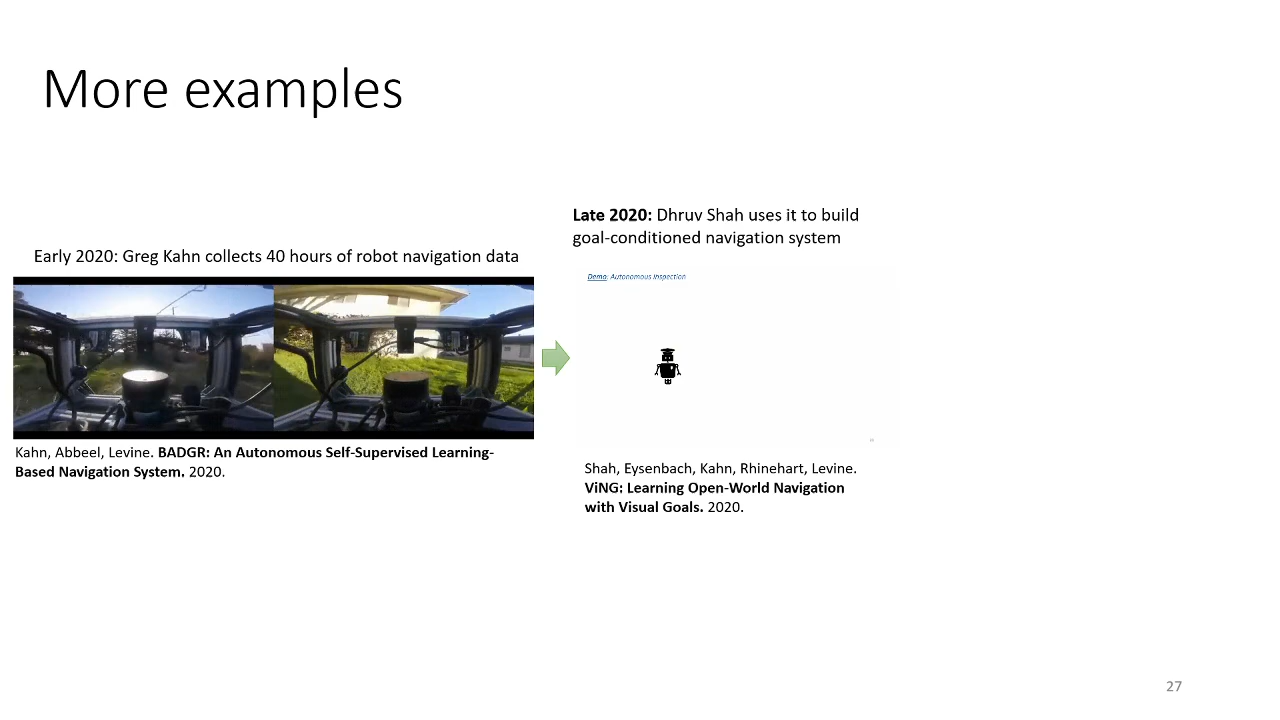 More examples
Early 2020: Greg Kahn collects 40 hours of robot navigation data
Kahn, Abbeel, Levine. BADGR: An Autonomous Self-Supervised Learning-
Based Navigation System. 2020.
Late 2020: Dhruv Shah uses it to build
goal-conditioned navigation system
Demo: Autonomous Inspection
Shah, Eysenbach, Kahn, Rhinehart, Levine.
ViNG: Learning Open-World Navigation
with Visual Goals. 2020.
27